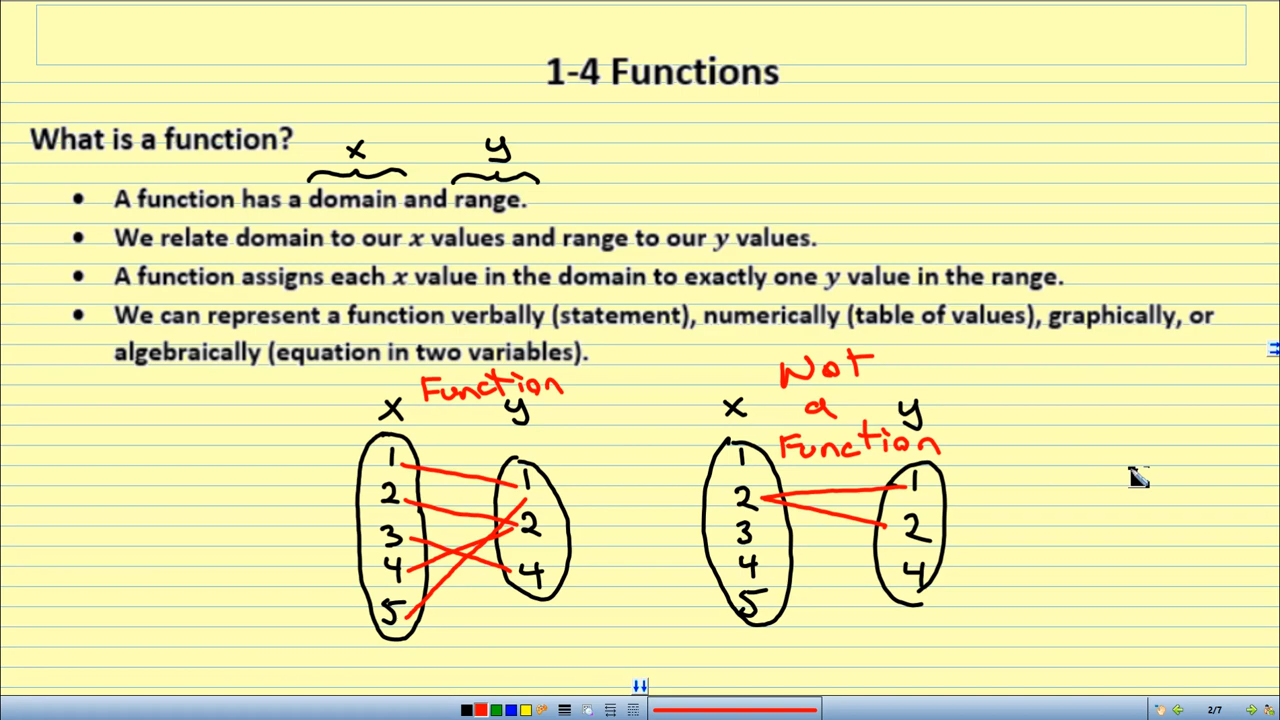 1-4 Functions
What is a function?
x y
• A function has a domain and range.
• We relate domain to our x values and range to our y values.
• A function assigns each x value in the domain to exactly one y value in the range.
• We can represent a function verbally (statement), numerically (table of values), graphically, or
algebraically (equation in two variables).
Function
x y
1 1
2 2
3 4
4
5
Not
a
Function
x y
1 1
2 2
3 4
4
5
2/7